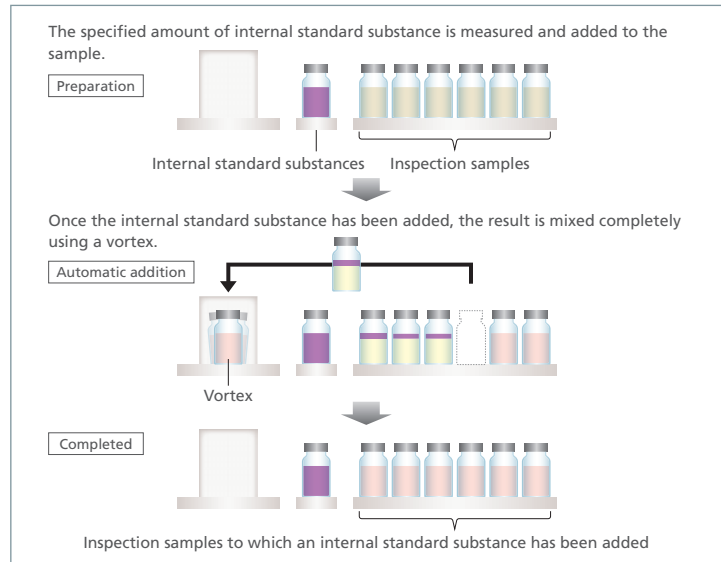 The specified amount of internal standard substance is measured and added to the
sample.
Preparation
Internal standard substances
Inspection samples
Once the internal standard substance has been added, the result is mixed completely
using a vortex.
Automatic addition
Vortex
Completed
Inspection samples to which an internal standard substance has been added